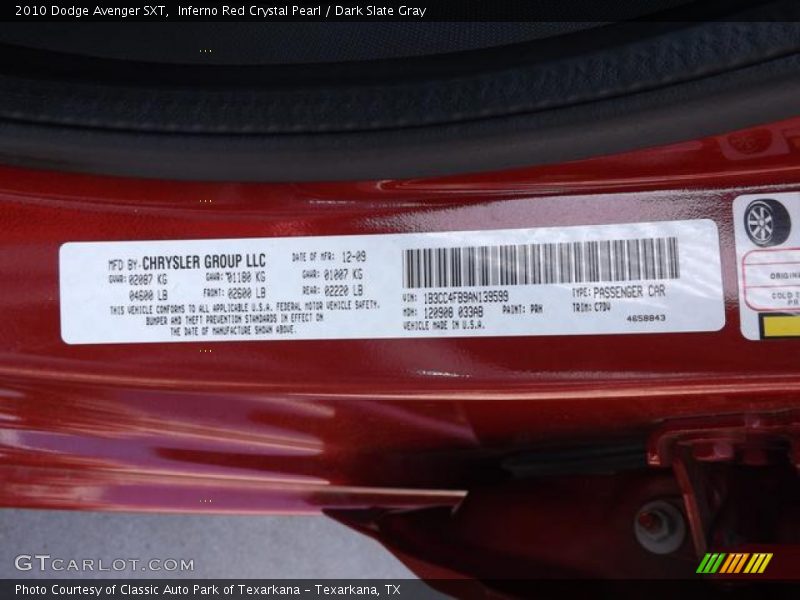 2010 Dodge Avenger SXT, Inferno Red Crystal Pearl / Dark Slate Gray
MFD BY CHRYSLER GROUP LLC DATE OF MFR: 12-09
GVWR: 02087 KG GAWR: 01180 KG GAWR: 01007 KG
04600 LB FRONT: 02600 LB REAR: 02220 LB
THIS VEHICLE CONFORMS TO ALL APPLICABLE U.S.A. FEDERAL MOTOR VEHICLE SAFETY,
BUMPER AND THEFT PREVENTION STANDARDS IN EFFECT ON
THE DATE OF MANUFACTURE SHOWN ABOVE.
VIN: 1B3CC4FB9AN139599 TYPE: PASSENGER CAR
MDH: 120908 033AB PAINT: PRH TRIM: C7DV
VEHICLE MADE IN U.S.A. 4658843
ORIGINA
COLD
PR
GTCARLOT.COM
Photo Courtesy of Classic Auto Park of Texarkana - Texarkana, TX